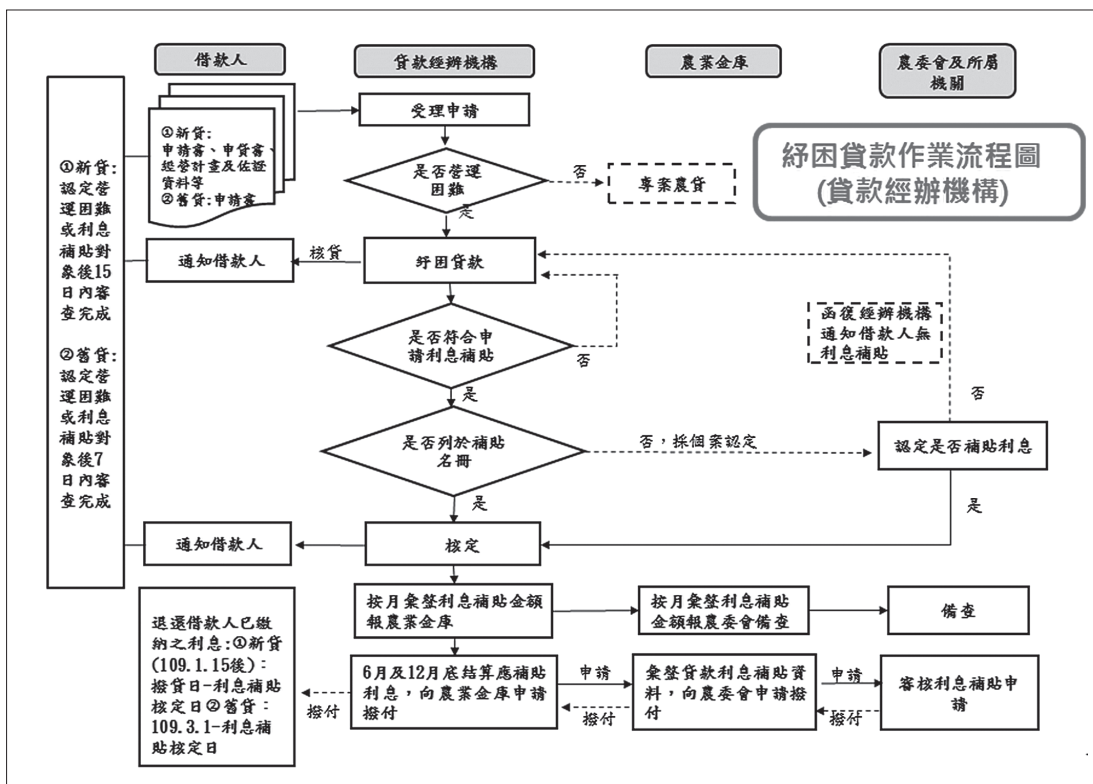 借款人
貸款經辦機構
農業金庫
農委會及所屬
機關
紓困貸款作業流程圖
(貸款經辦機構)
①新貸:
認定營
運困難
或利息
補貼對
象後15
日內審
查完成
②舊貸:
認定營
運困難
或利息
補貼對
象後7
日內審
查完成
①新貸:
申請書、申貸書、
經營計畫及佐證
資料等
②舊貸:申請書
受理申請
是否營運
困難
否
專案農貸
是
通知借款人
核貸
紓困貸款
是否符合申
請利息補貼
否
函復經辦機構
通知借款人無
利息補貼
是
否
是否列於補貼
名冊
否，採個案認定
認定是否補貼利息
是
是
通知借款人
核定
按月彙整利息補貼金額
報農業金庫
按月彙整利息補貼
金額報農委會備查
備查
退還借款人已繳
納之利息:①新貸
(109.1.15後)：
撥貸日-利息補貼
核定日②舊貸：
109.3.1-利息補
貼核定日
撥付
6月及12月底結算應補貼
利息，向農業金庫申請
撥付
申請
撥付
彙整貸款利息補貼資
料，向農委會申請撥
付
申請
撥付
審核利息補貼申
請